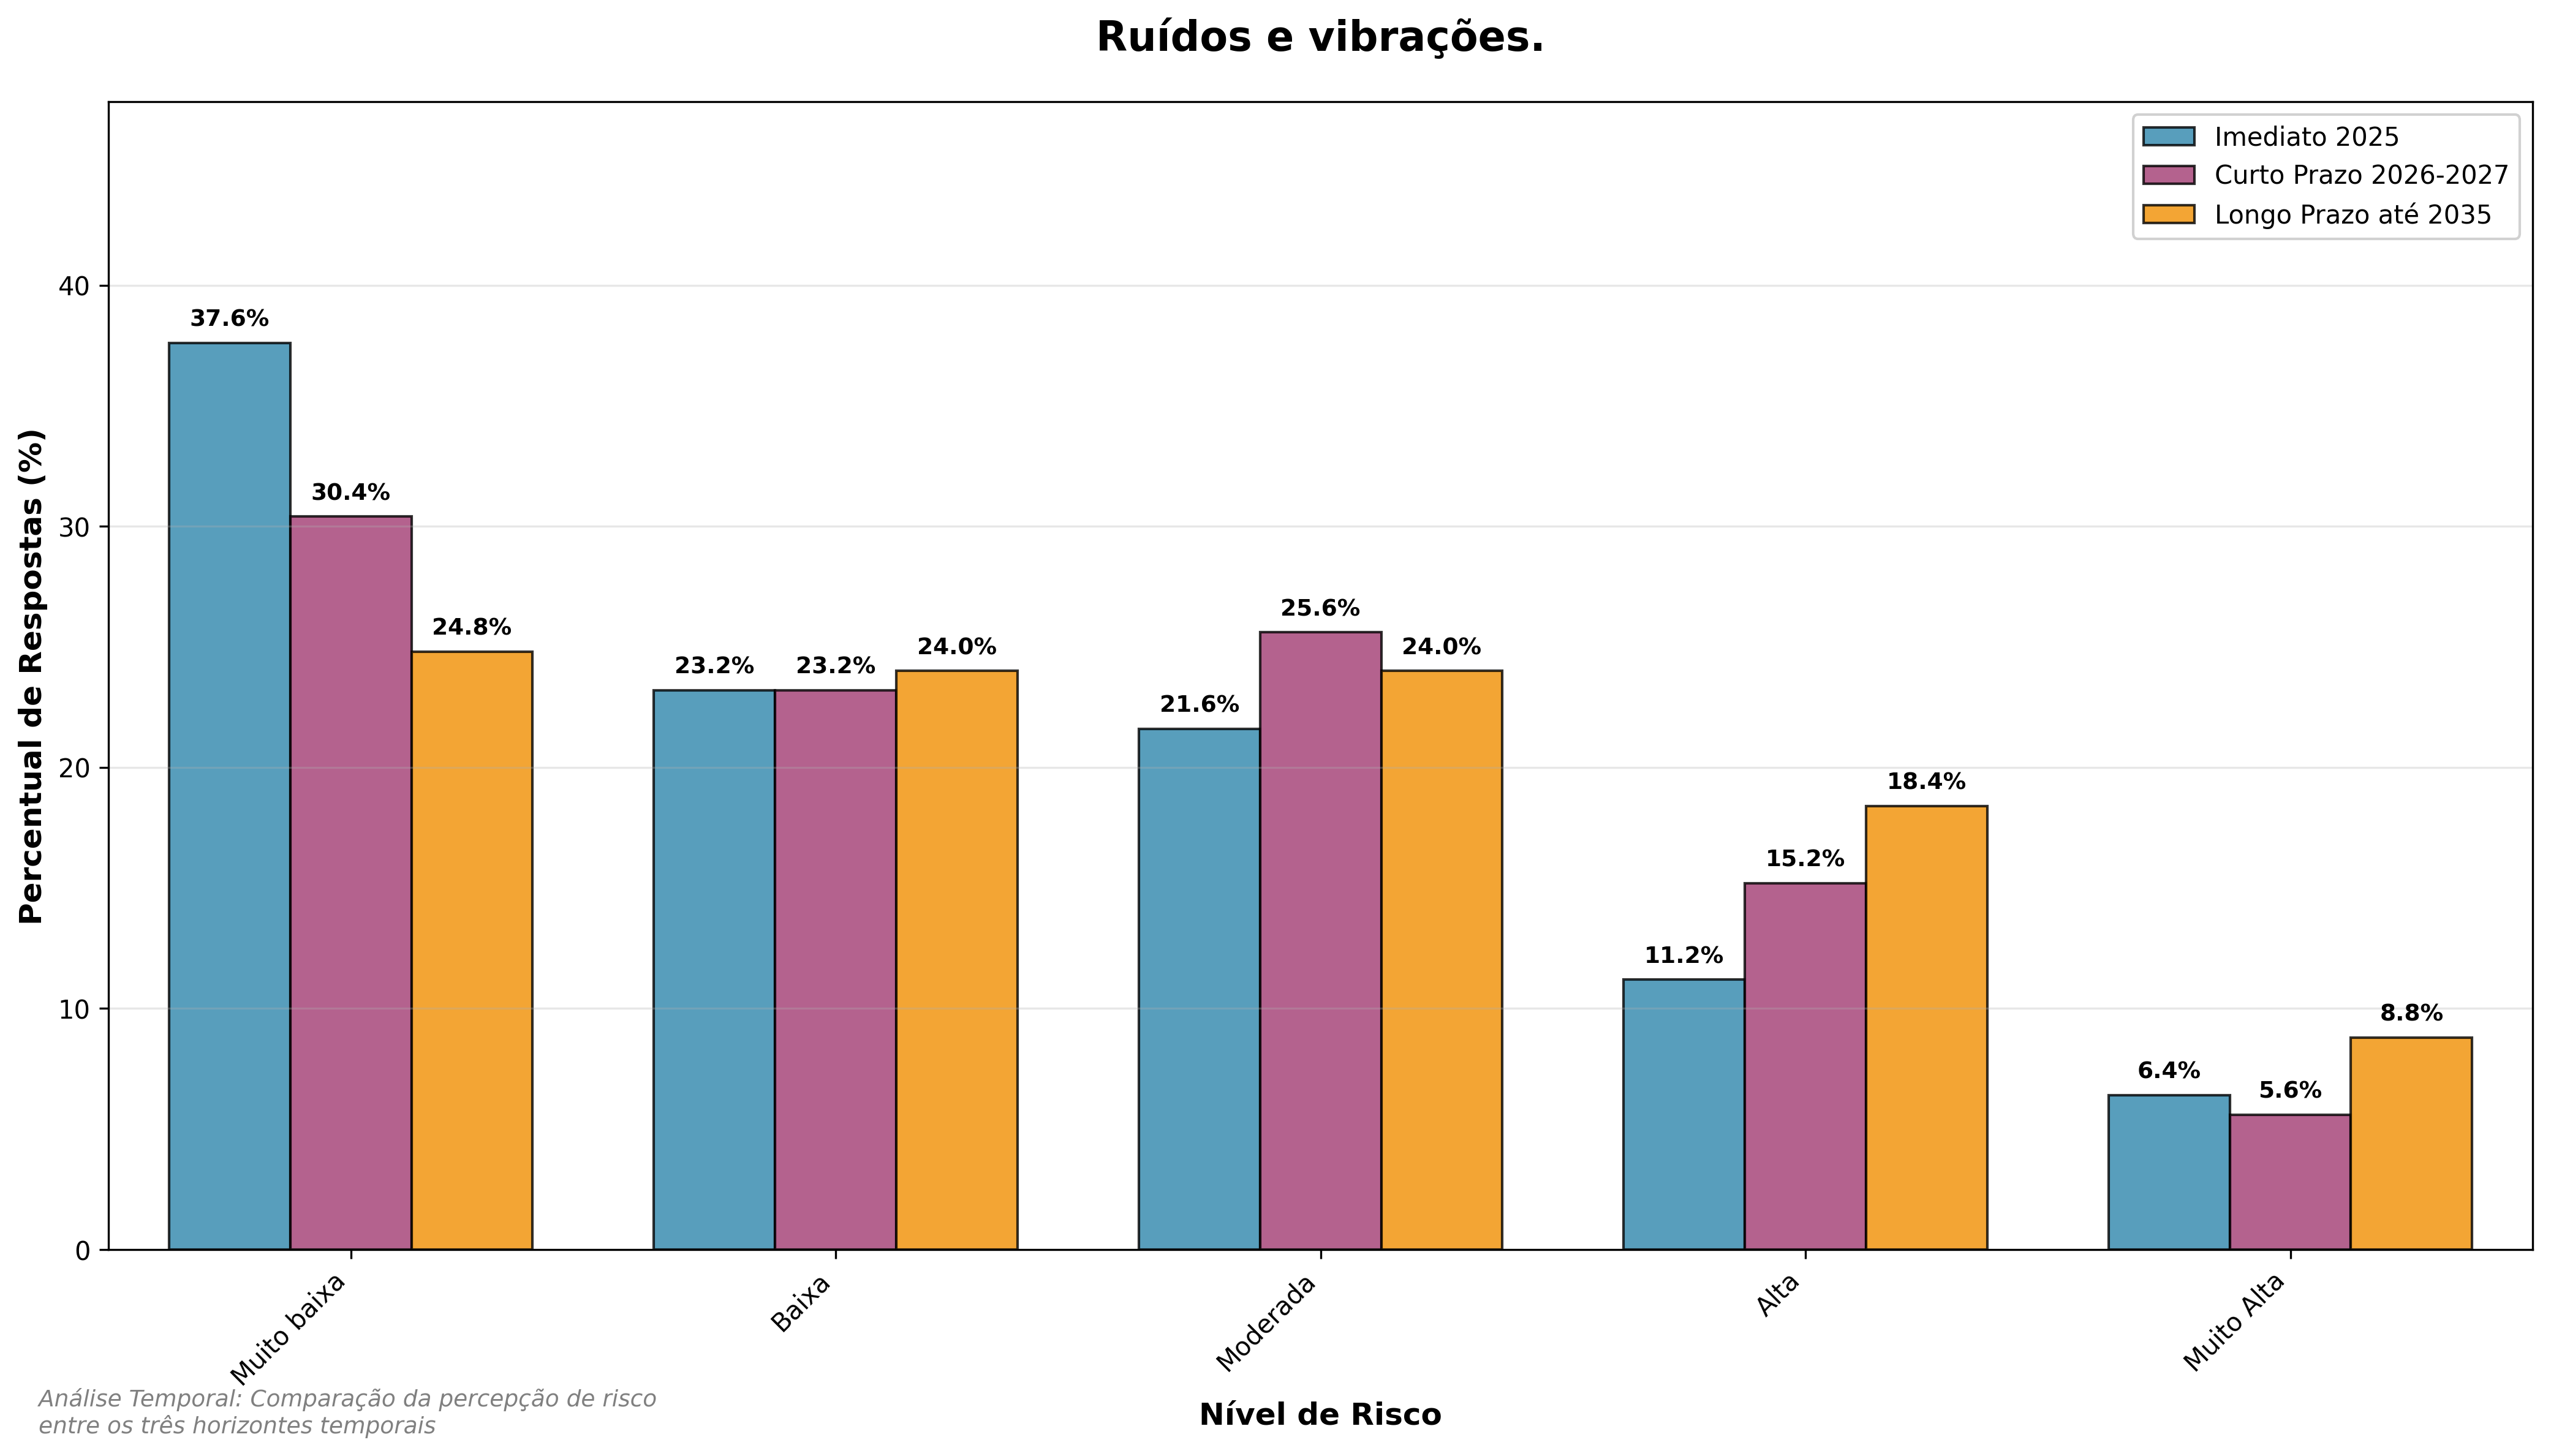 Ruídos e vibrações.
Imediato 2025
Curto Prazo 2026-2027
Longo Prazo até 2035
Percentual de Respostas (%)
40
30
20
10
0
37.6%
30.4%
24.8%
23.2%
23.2%
24.0%
21.6%
25.6%
24.0%
11.2%
15.2%
18.4%
6.4%
5.6%
8.8%
Muito baixa
Baixa
Moderada
Alta
Muito Alta
Nível de Risco
Análise Temporal: Comparação da percepção de risco
entre os três horizontes temporais